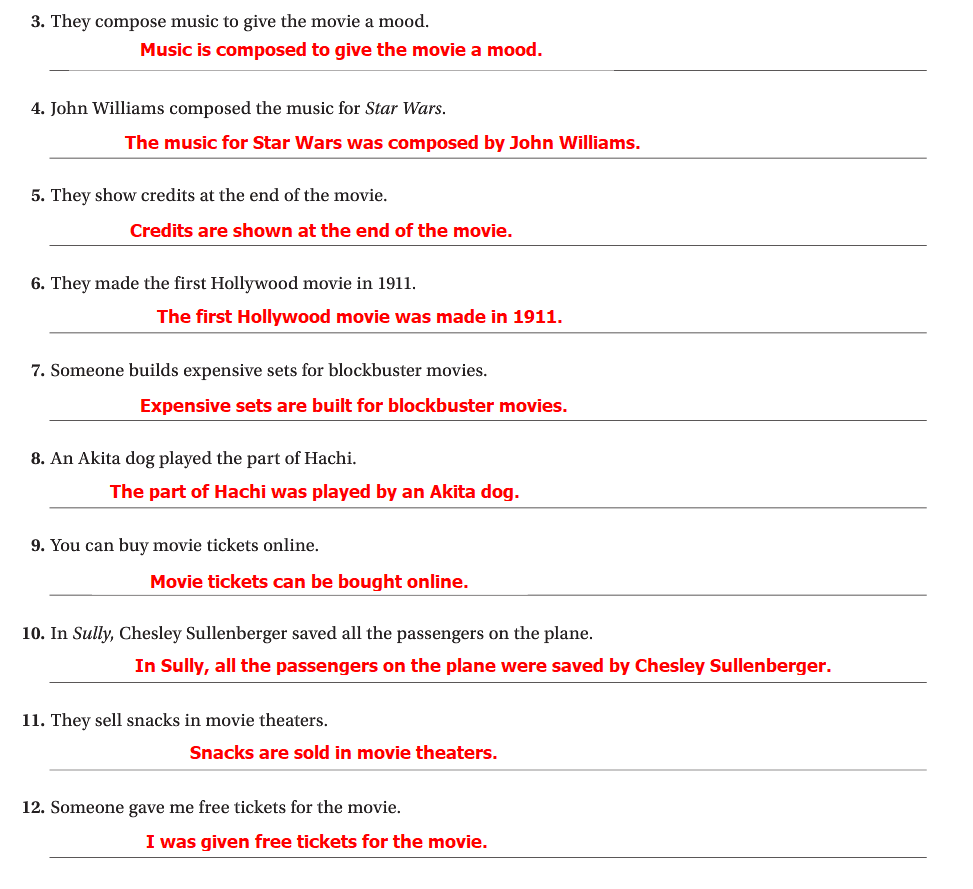 3. They compose music to give the movie a mood.
Music is composed to give the movie a mood.
4. John Williams composed the music for Star Wars.
The music for Star Wars was composed by John Williams.
5. They show credits at the end of the movie.
Credits are shown at the end of the movie.
6. They made the first Hollywood movie in 1911.
The first Hollywood movie was made in 1911.
7. Someone builds expensive sets for blockbuster movies.
Expensive sets are built for blockbuster movies.
8. An Akita dog played the part of Hachi.
The part of Hachi was played by an Akita dog.
9. You can buy movie tickets online.
Movie tickets can be bought online.
10. In Sully, Chesley Sullenberger saved all the passengers on the plane.
In Sully, all the passengers on the plane were saved by Chesley Sullenberger.
11. They sell snacks in movie theaters.
Snacks are sold in movie theaters.
12. Someone gave me free tickets for the movie.
I was given free tickets for the movie.